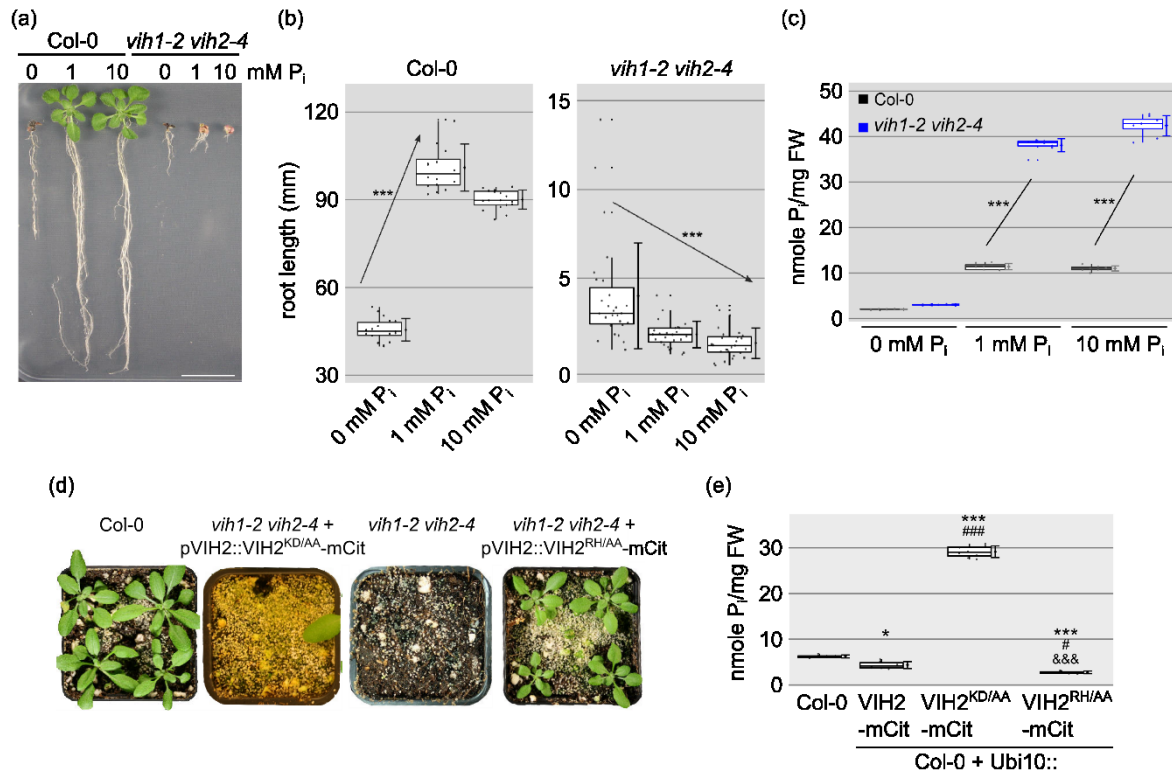 (a)
Col-0 vih1-2 vih2-4
0 1 10 0 1 10 mM Pi
(b)
Col-0
120
90
60
30
root length (mm)
***
0 mM Pi
1 mM Pi
10 mM Pi
vih1-2 vih2-4
15
10
5
0
***
0 mM Pi
1 mM Pi
10 mM Pi
(c)
50
40
30
20
10
0
nmole Pi/mg FW
Col-0
vih1-2 vih2-4
*** ***
0 mM Pi 1 mM Pi 10 mM Pi
(d)
Col-0
vih1-2 vih2-4 +
pVIH2::VIH2KD/AA-mCit
vih1-2 vih2-4
vih1-2 vih2-4 +
pVIH2::VIH2RH/AA-mCit
(e)
30
20
10
0
nmole Pi/mg FW
*
***
###
***
#
&&&
Col-0 VIH2 VIH2KD/AA VIH2RH/AA
-mCit -mCit -mCit
Col-0 + Ubi10::